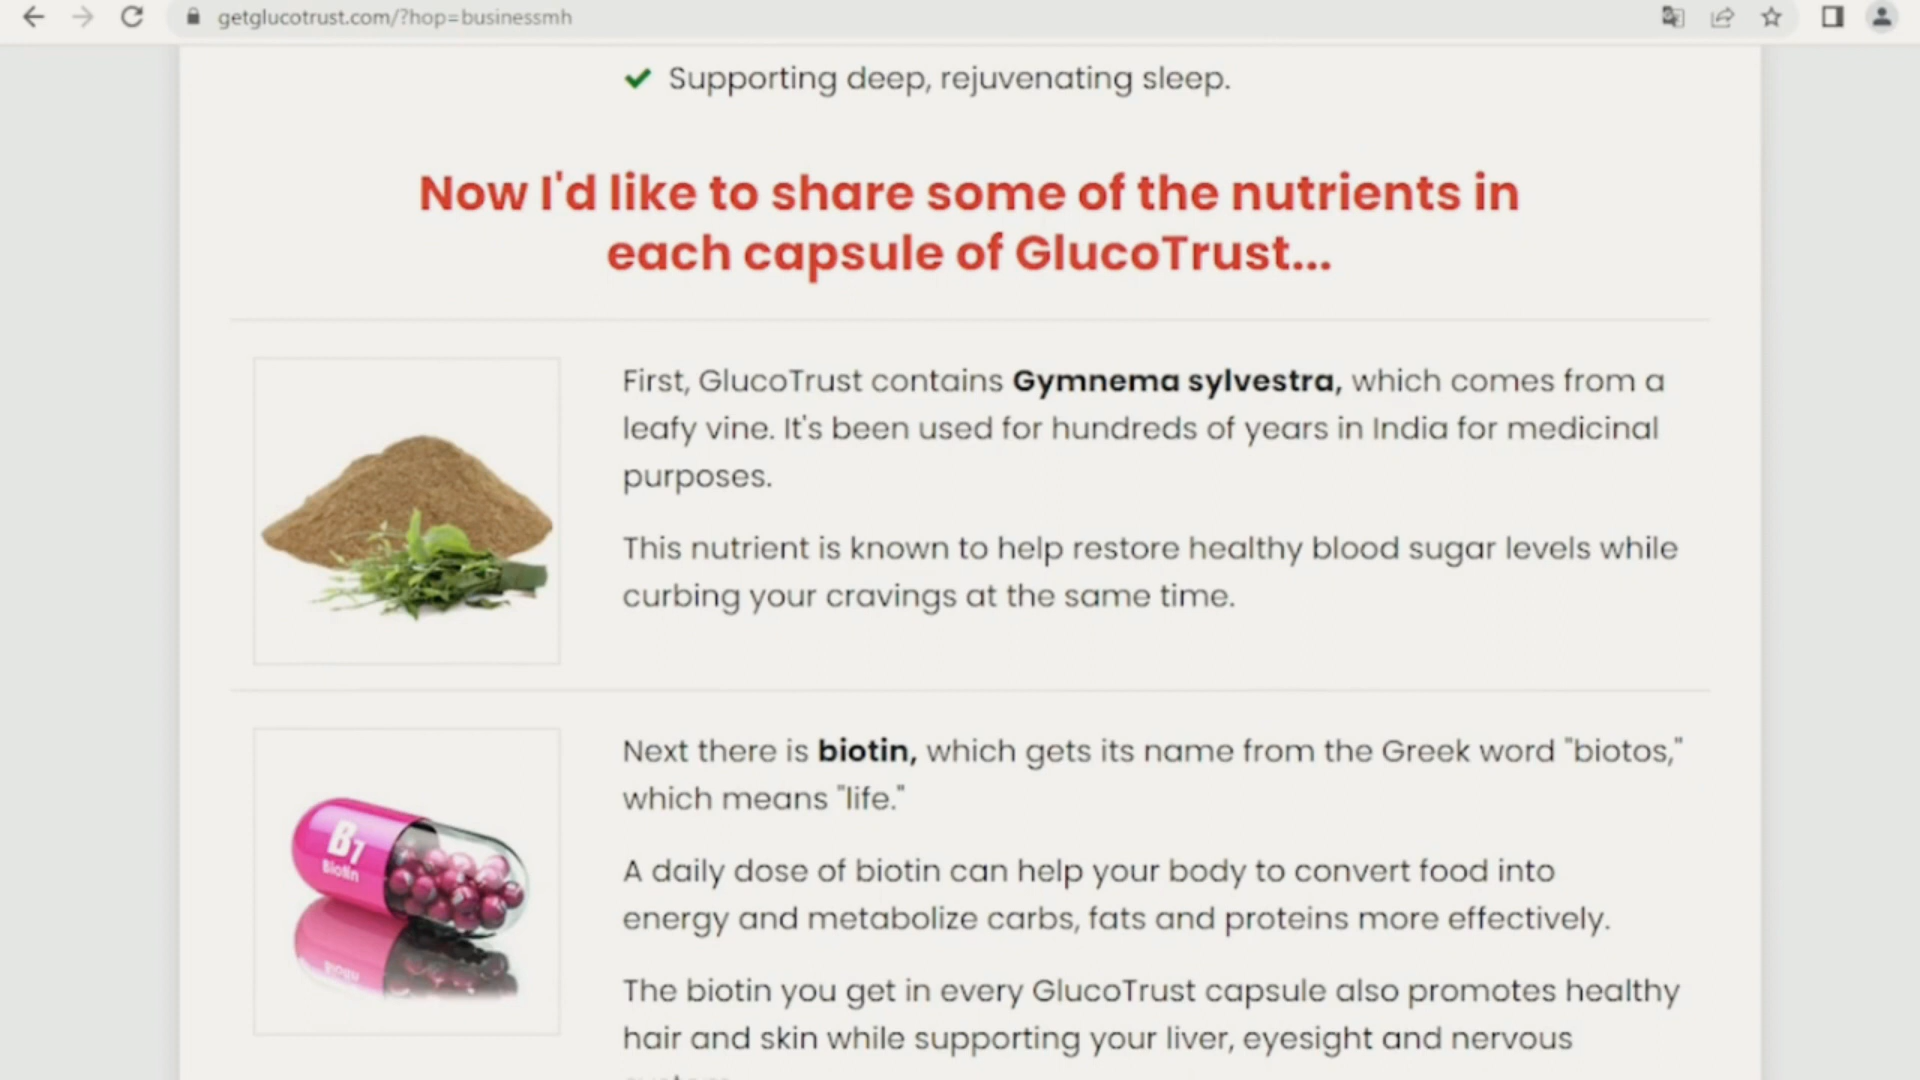 getglucotrust.com/?hop=businessmh
Supporting deep, rejuvenating sleep.
Now I'd like to share some of the nutrients in
each capsule of GlucoTrust...
First, GlucoTrust contains Gymnema sylvestra, which comes from a
leafy vine. It's been used for hundreds of years in India for medicinal
purposes.
This nutrient is known to help restore healthy blood sugar levels while
curbing your cravings at the same time.
Next there is biotin, which gets its name from the Greek word "biotos,"
which means "life."
B7
Biotin
A daily dose of biotin can help your body to convert food into
energy and metabolize carbs, fats and proteins more effectively.
The biotin you get in every GlucoTrust capsule also promotes healthy
hair and skin while supporting your liver, eyesight and nervous